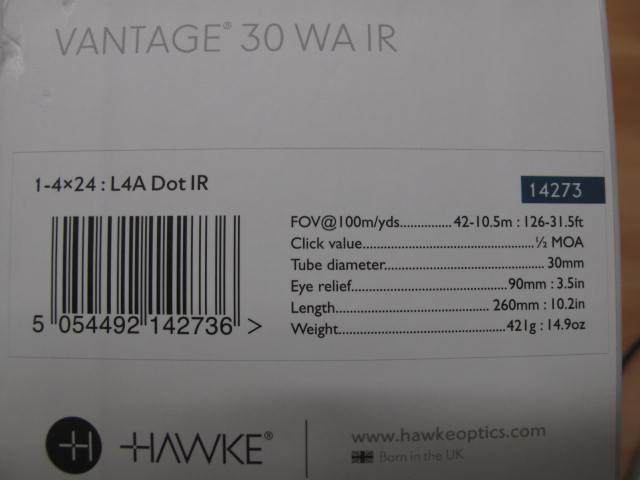 VANTAGE® 30 WA IR
1-4×24 : L4A Dot IR
14273
FOV@100m/yds............... 42-10.5m : 126-31.5ft
Click value..................................................½ MOA
Tube diameter.............................................. 30mm
Eye relief.............................................90mm : 3.5in
Length............................................ 260mm : 10.2in
Weight................................................421g : 14.9oz
5 054492 142736 >
HAWKE®
www.hawkeoptics.com
Born in the UK